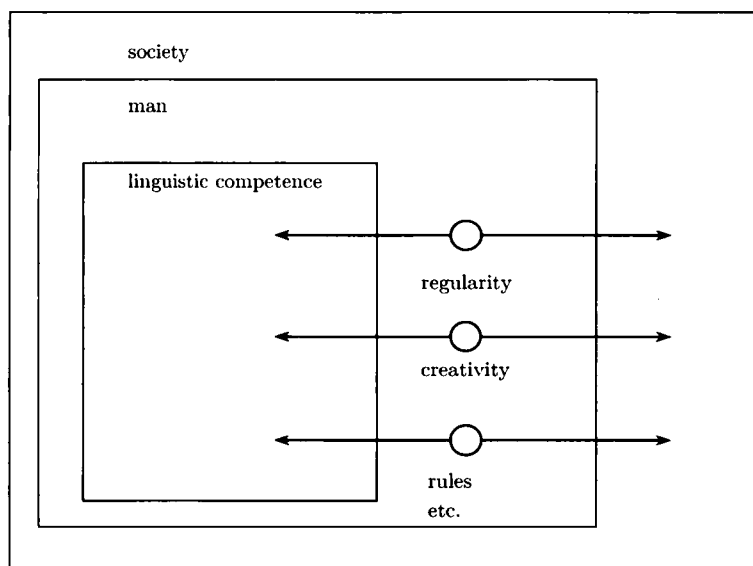 society
man
linguistic competence
regularity
creativity
rules
etc.